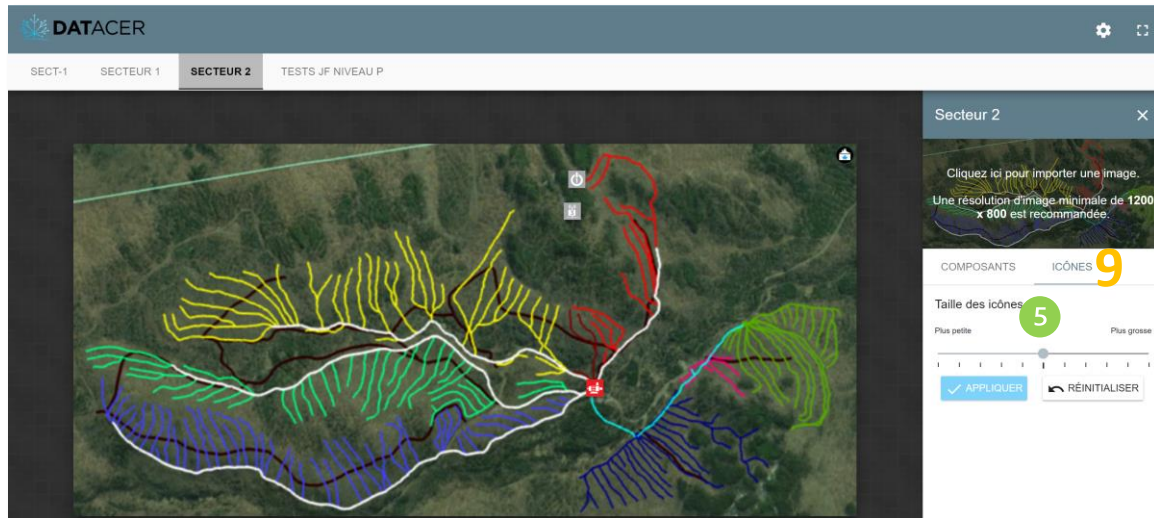 DATACER
SECT-1 SECTEUR 1 SECTEUR 2 TESTS JF NIVEAU P
Secteur 2
Cliquez ici pour importer une image.
Une résolution d'image minimale de 1200
x 800 est recommandée.
COMPOSANTS ICÔNES 9
Taille des icônes
5
Plus petite Plus grosse
APPLIQUER RÉINITIALISER